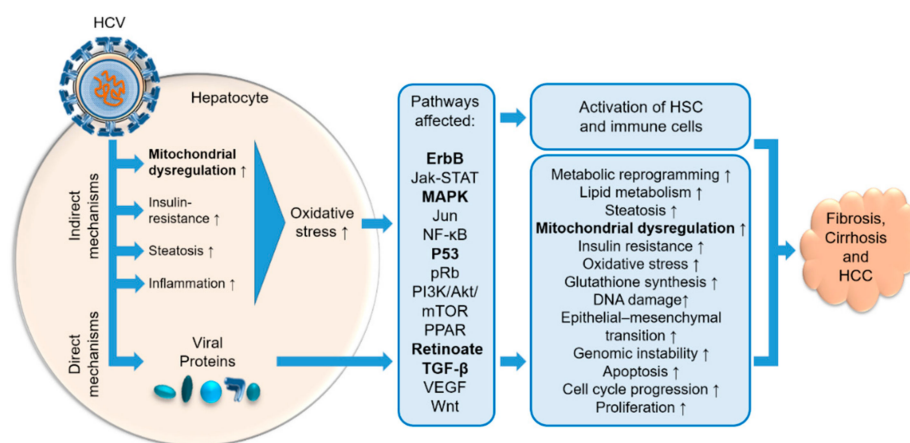 HCV
Hepatocyte
Indirect
mechanisms
Mitochondrial
dysregulation ↑
Insulin-
resistance ↑
Steatosis ↑
Inflammation ↑
Oxidative
stress ↑
Direct
mechanisms
Viral
Proteins
Pathways
affected:
ErbB
Jak-STAT
MAPK
Jun
NF-κB
P53
pRb
PI3K/Akt/
mTOR
PPAR
Retinoate
TGF-β
VEGF
Wnt
Activation of HSC
and immune cells
Metabolic reprogramming ↑
Lipid metabolism ↑
Steatosis ↑
Mitochondrial dysregulation ↑
Insulin resistance ↑
Oxidative stress ↑
Glutathione synthesis ↑
DNA damage↑
Epithelial–mesenchymal
transition ↑
Genomic instability ↑
Apoptosis ↑
Cell cycle progression ↑
Proliferation ↑
Fibrosis,
Cirrhosis
and
HCC